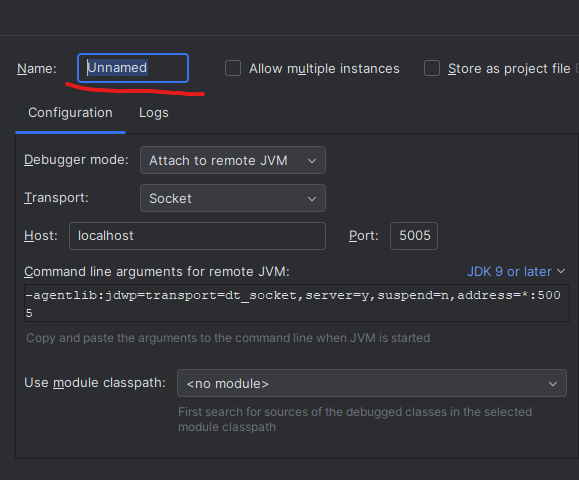 Name: Unnamed Allow multiple instances Store as project file
Configuration Logs
Debugger mode: Attach to remote JVM
Transport: Socket
Host: localhost Port: 5005
Command line arguments for remote JVM: JDK 9 or later
-agentlib:jdwp=transport=dt_socket,server=y,suspend=n,address=*:500
5
Copy and paste the arguments to the command line when JVM is started
Use module classpath: <no module>
First search for sources of the debugged classes in the selected
module classpath